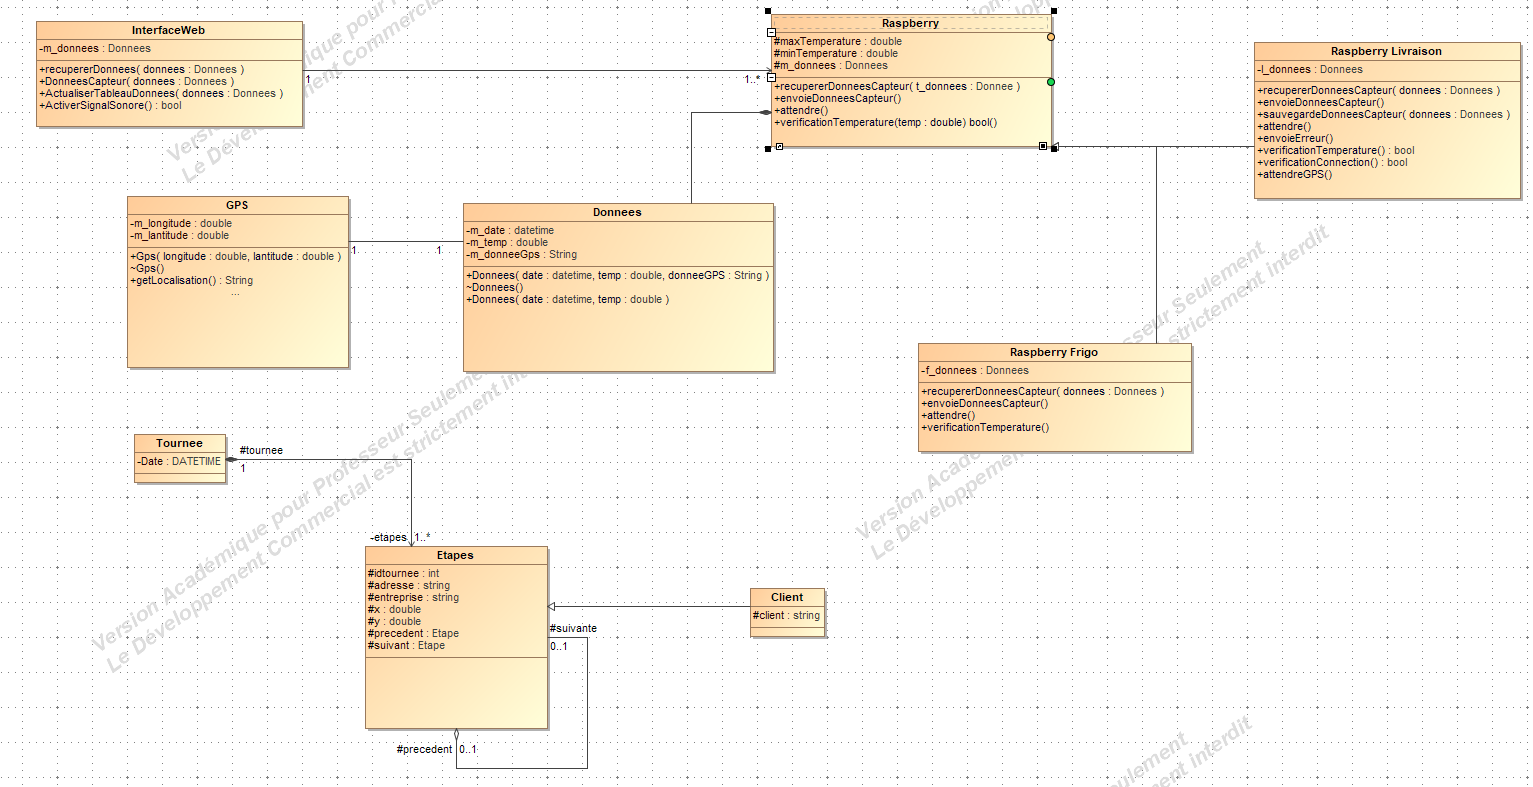 InterfaceWeb
-m_donnees : Donnees
+recupererDonnees( donnees : Donnees )
+DonneesCapteur( donnees : Donnees )
+ActualiserTableauDonnees( donnees : Donnees )
+ActiverSignalSonore() : bool
1
1..*
Raspberry
#maxTemperature : double
#minTemperature : double
#m_donnees : Donnees
+recupererDonneesCapteur( t_donnees : Donnee )
+envoieDonneesCapteur()
+attendre()
+verificationTemperature(temp : double) bool()
Raspberry Livraison
-l_donnees : Donnees
+recupererDonneesCapteur( donnees : Donnees )
+envoieDonneesCapteur()
+sauvegardeDonneesCapteur( donnees : Donnees )
+attendre()
+envoieErreur()
+verificationTemperature() : bool
+verificationConnection() : bool
+attendreGPS()
GPS
-m_longitude : double
-m_lantitude : double
+Gps( longitude : double, lantitude : double )
~Gps()
+getLocalisation() : String
...
1
1
Donnees
-m_date : datetime
-m_temp : double
-m_donneeGps : String
+Donnees( date : datetime, temp : double, donneeGPS : String )
~Donnees()
+Donnees( date : datetime, temp : double )
Raspberry Frigo
-f_donnees : Donnees
+recupererDonneesCapteur( donnees : Donnees )
+envoieDonneesCapteur()
+attendre()
+verificationTemperature()
Tournee
-Date : DATETIME
#tournee
1
-etapes
1..*
Etapes
#idtournee : int
#adresse : string
#entreprise : string
#x : double
#y : double
#precedent : Etape
#suivant : Etape
#suivante
0..1
#precedent
0..1
Client
#client : string
Version Académique pour Professeur Seulement
Le Développement Commercial est strictement interdit